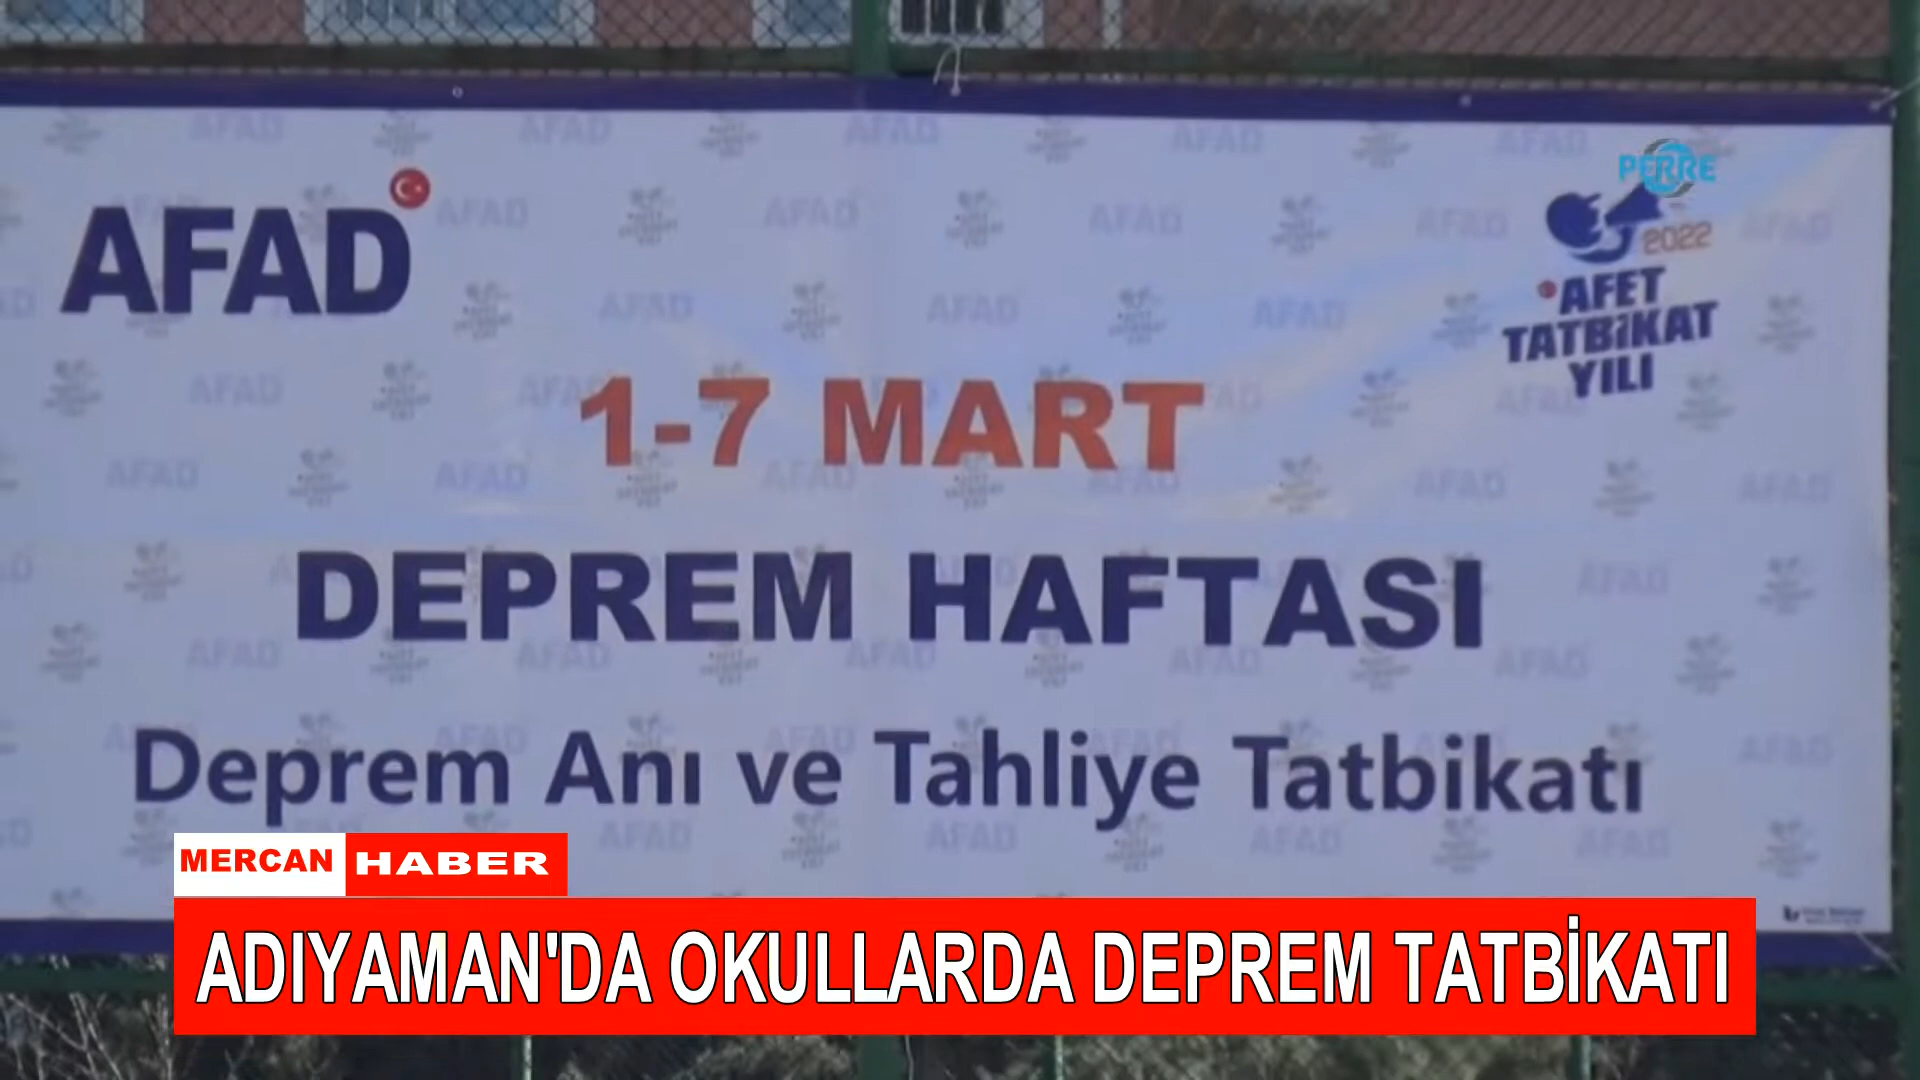 PERRE
AFAD
2022
AFET
TATBİKAT
YILI
1-7 MART
DEPREM HAFTASI
Deprem Anı ve Tahliye Tatbikatı
MERCAN HABER
ADIYAMAN'DA OKULLARDA DEPREM TATBİKATI